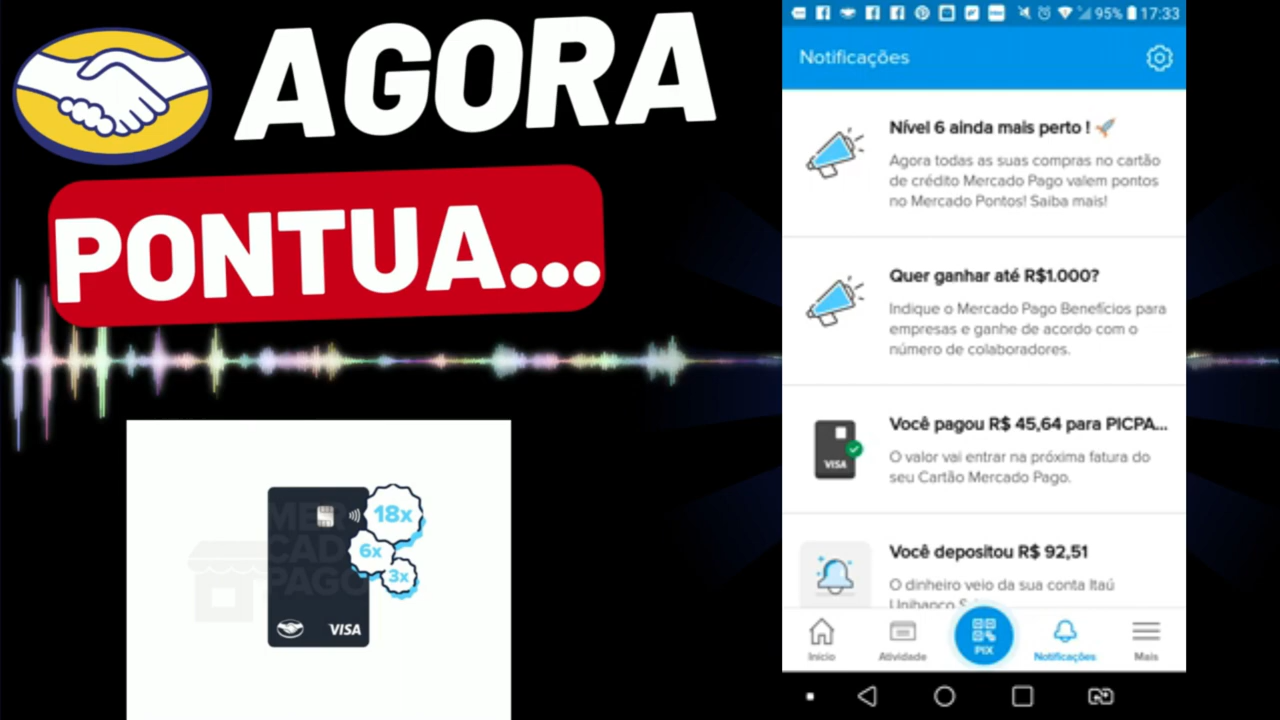 AGORA
PONTUA...
MERCADO PAGO
18x
6x
3x
VISA
95% 17:33
Notificações
Nível 6 ainda mais perto ! 🚀
Agora todas as suas compras no cartão
de crédito Mercado Pago valem pontos
no Mercado Pontos! Saiba mais!
Quer ganhar até R$1.000?
Indique o Mercado Pago Benefícios para
empresas e ganhe de acordo com o
número de colaboradores.
VISA
Você pagou R$ 45,64 para PICPA...
O valor vai entrar na próxima fatura do
seu Cartão Mercado Pago.
Você depositou R$ 92,51
O dinheiro veio da sua conta Itaú
Unibanco
Início
Atividade
PIX
Notificações
Mais